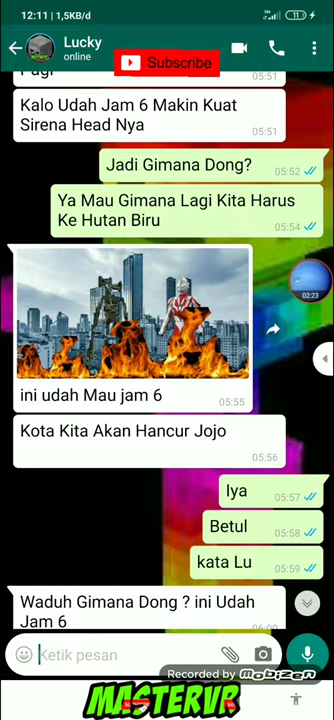 12:11 | 1,5KB/d
11
Lucky
online
Subscribe
Pagi
05:51
Kalo Udah Jam 6 Makin Kuat
Sirena Head Nya
05:51
Jadi Gimana Dong?
05:52
Ya Mau Gimana Lagi Kita Harus
Ke Hutan Biru
05:54
02:23
ini udah Mau jam 6
05:55
Kota Kita Akan Hancur Jojo
05:56
Iya
05:57
Betul
05:58
kata Lu
05:59
Waduh Gimana Dong ? ini Udah
Jam 6
06:00
Ketik pesan
Recorded by mobizen
MASTERVR